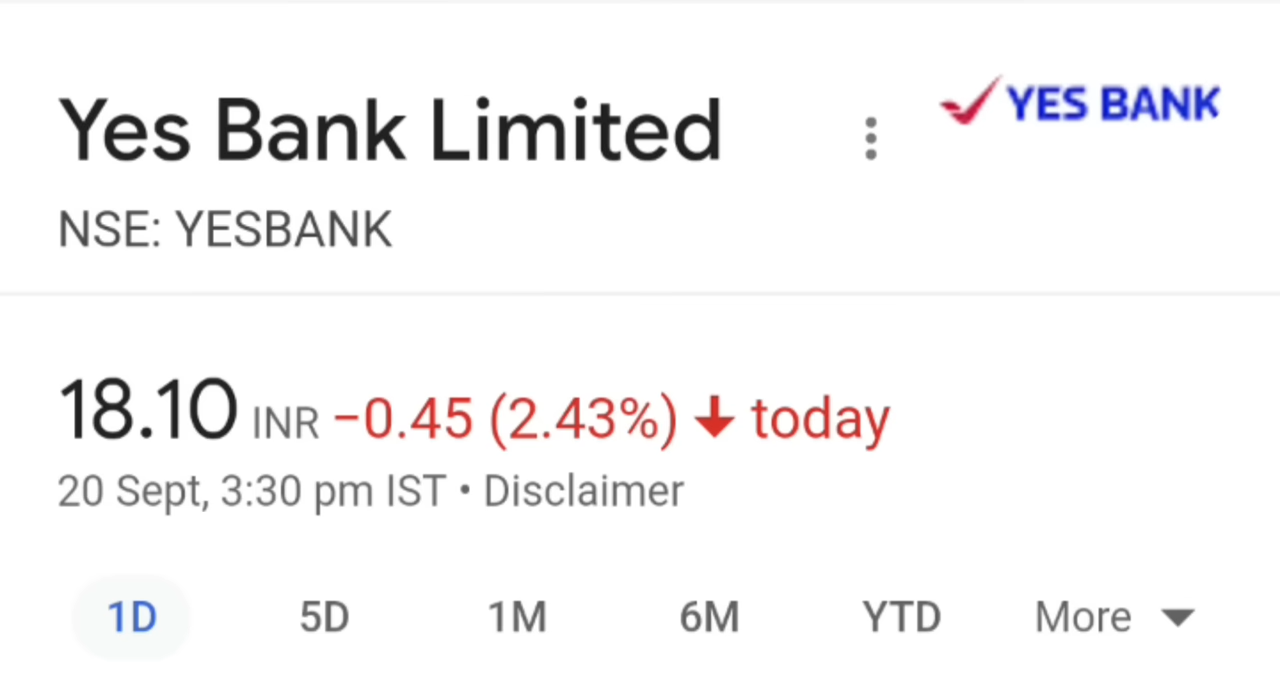 Yes Bank Limited
YES BANK
NSE: YESBANK
18.10 INR −0.45 (2.43%) ↓ today
20 Sept, 3:30 pm IST • Disclaimer
1D 5D 1M 6M YTD More